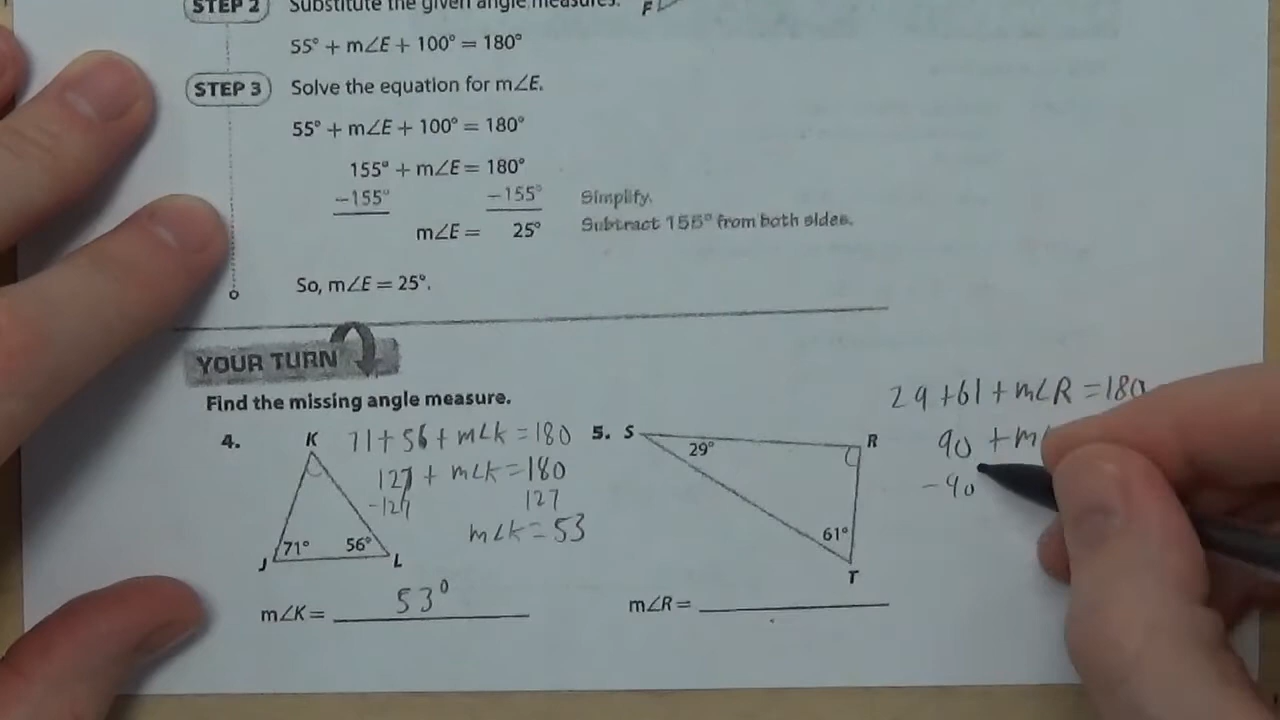 STEP 2 Substitute the given angle measures. F
55° + m∠E + 100° = 180°
STEP 3 Solve the equation for m∠E.
55° + m∠E + 100° = 180°
155° + m∠E = 180°
−155° −155° Simplify.
m∠E = 25° Subtract 155° from both sides.
So, m∠E = 25°.
YOUR TURN
Find the missing angle measure.
4. K 71+56+m∠K=180
127+m∠K=180
-127 127
m∠K=53
71° 56°
J L
m∠K = 53°
5. S R
29°
61°
T
m∠R =
29+61+m∠R=180
90 +m
-90